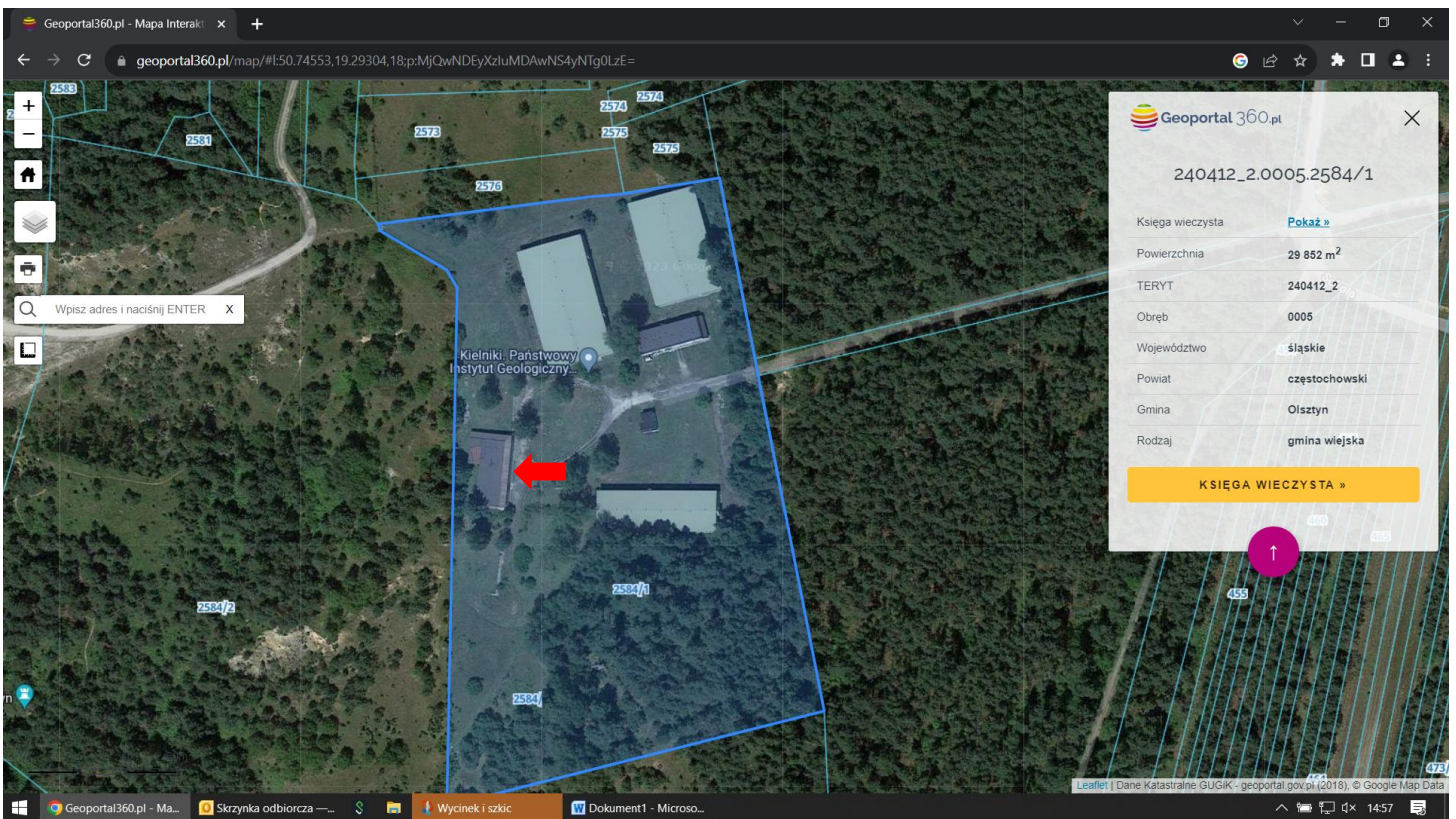 Geoportal360.pl - Mapa Interakt
geoportal360.pl/map/#l:50.74553,19.29304,18;p:MjQwNDEyXzIuMDAwNS4yNTg0LzE=
2583
2581
2573
2574
2574
2575
2575
2576
+
−
Wpisz adres i naciśnij ENTER X
Kielniki. Państwowy
Instytut Geologiczny...
2584/1
2584/2
2584/
Geoportal 360.pl
240412_2.0005.2584/1
Księga wieczysta Pokaż »
Powierzchnia 29 852 m²
TERYT 240412_2
Obręb 0005
Województwo śląskie
Powiat częstochowski
Gmina Olsztyn
Rodzaj gmina wiejska
KSIĘGA WIECZYSTA »
460
465
455
464
473/
Leaflet | Dane Katastralne GUGiK - geoportal.gov.pl (2018), © Google Map Data
Geoportal360.pl - Ma...
Skrzynka odbiorcza —...
Wycinek i szkic
Dokument1 - Microso...
14:57